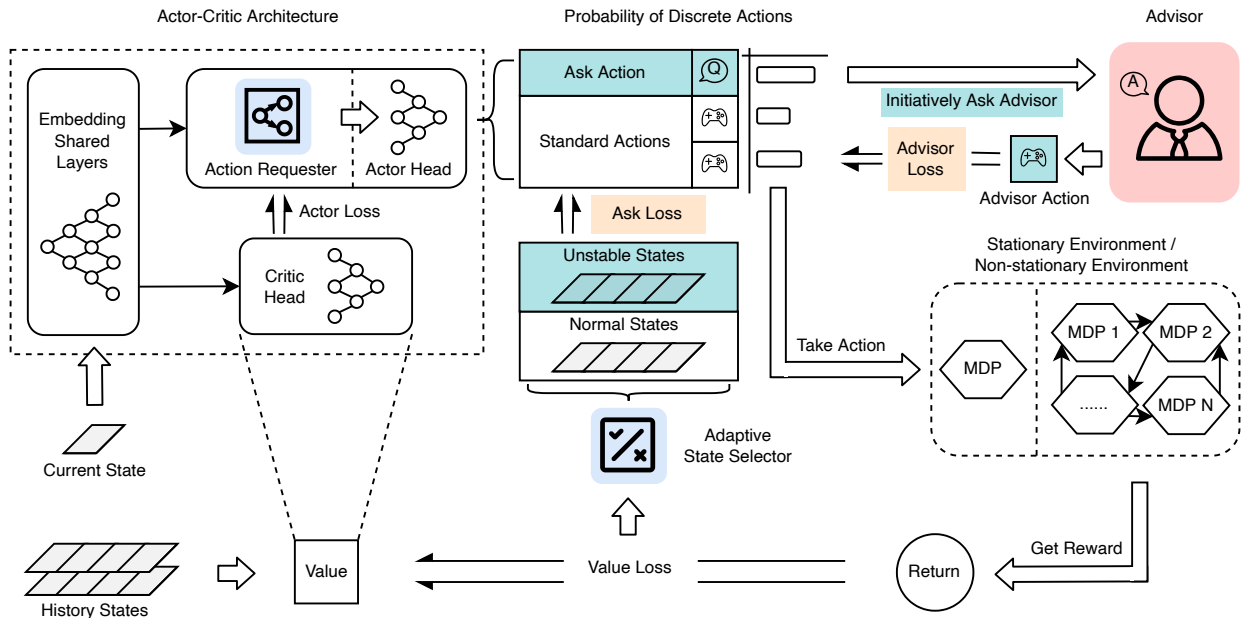 Actor-Critic Architecture
Probability of Discrete Actions
Advisor
Embedding
Shared
Layers
Action Requester
Actor Head
Ask Action
Q
Standard Actions
Initiatively Ask Advisor
A
Advisor
Loss
Advisor Action
Actor Loss
Ask Loss
Critic
Head
Unstable States
Normal States
Stationary Environment /
Non-stationary Environment
MDP
MDP 1
MDP 2
......
MDP N
Take Action
Current State
Adaptive
State Selector
History States
Value
Value Loss
Return
Get Reward